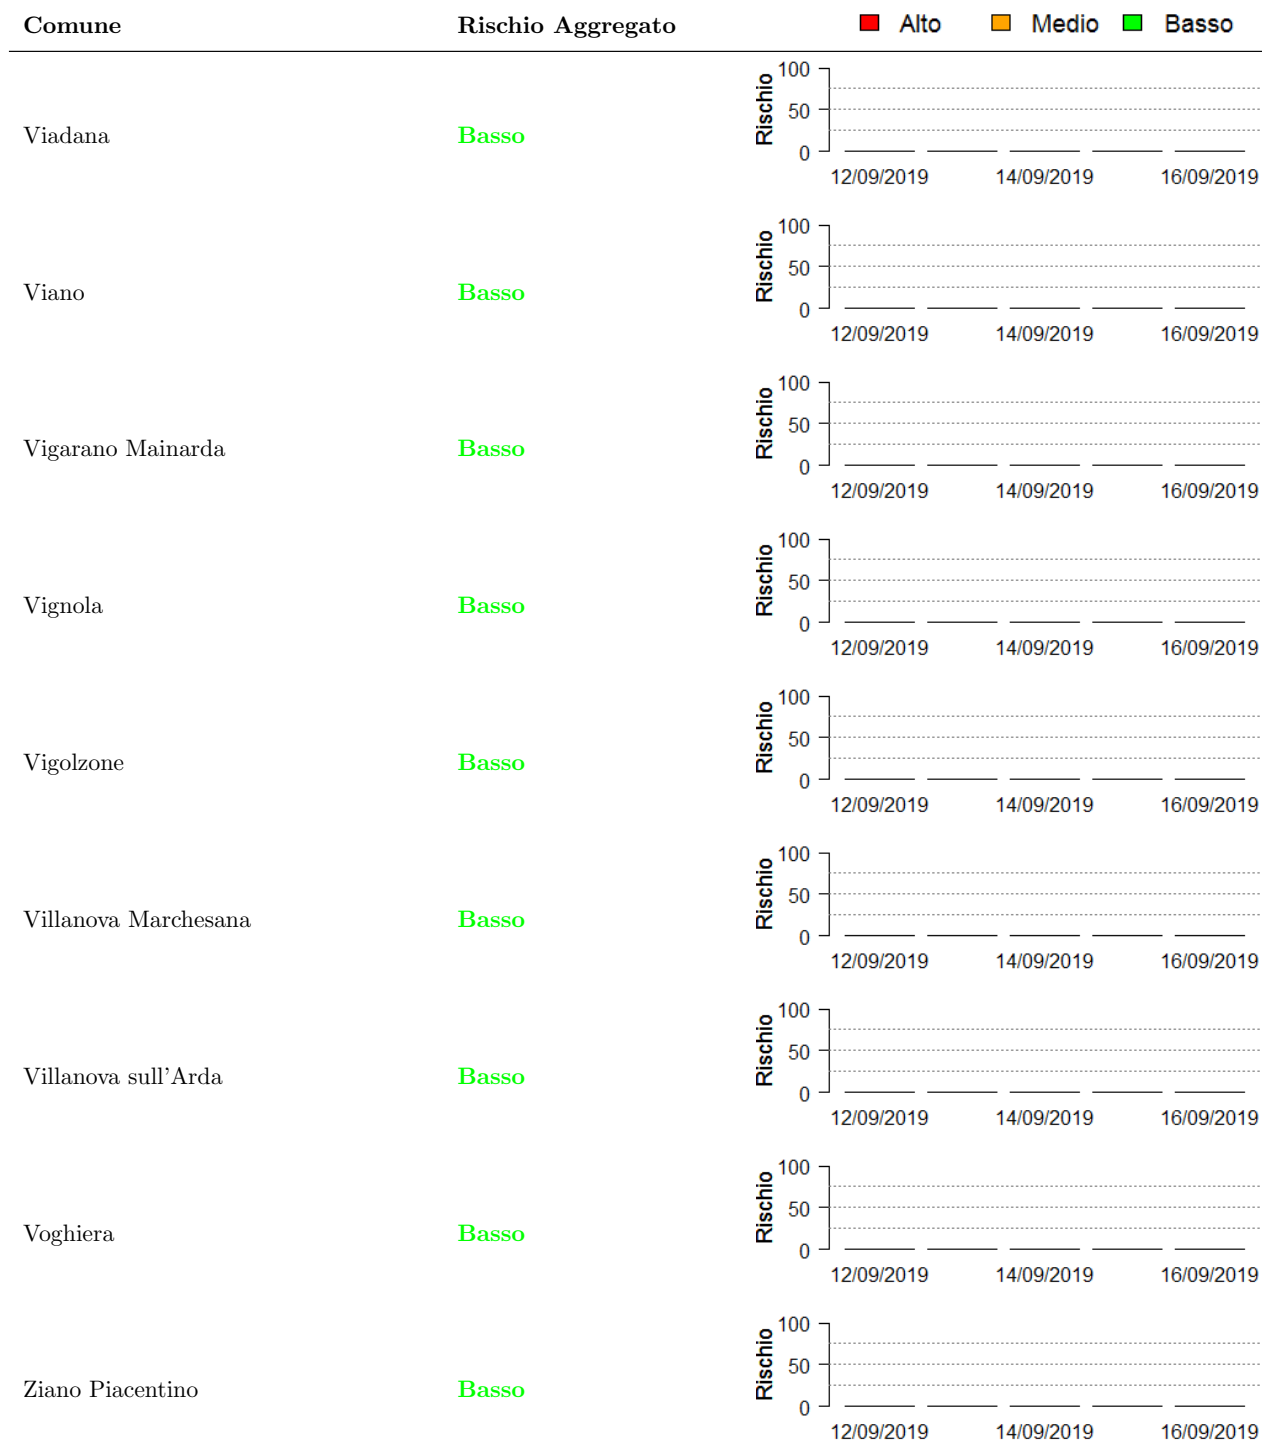 Comune Rischio Aggregato Alto Medio Basso
100
Rischio
50
Viadana Basso
0
12/09/2019 14/09/2019 16/09/2019
100
Rischio
50
Viano Basso
0
12/09/2019 14/09/2019 16/09/2019
100
Rischio
50
Vigarano Mainarda Basso
0
12/09/2019 14/09/2019 16/09/2019
100
Rischio
50
Vignola Basso
0
12/09/2019 14/09/2019 16/09/2019
100
Rischio
50
Vigolzone Basso
0
12/09/2019 14/09/2019 16/09/2019
100
Rischio
50
Villanova Marchesana Basso
0
12/09/2019 14/09/2019 16/09/2019
100
Rischio
50
Villanova sull'Arda Basso
0
12/09/2019 14/09/2019 16/09/2019
100
Rischio
50
Voghiera Basso
0
12/09/2019 14/09/2019 16/09/2019
100
Rischio
50
Ziano Piacentino Basso
0
12/09/2019 14/09/2019 16/09/2019